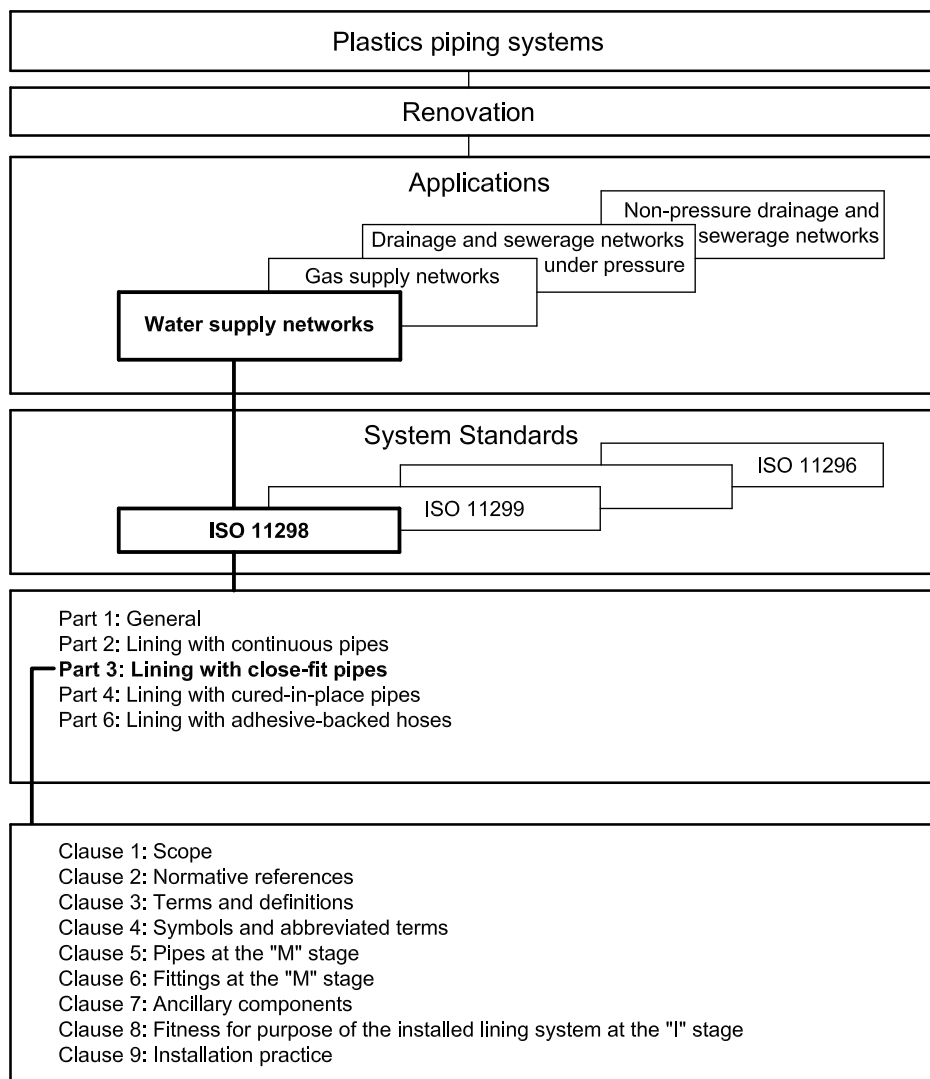 Plastics piping systems
Renovation
Applications
Non-pressure drainage and
sewerage networks
Drainage and sewerage networks
under pressure
Gas supply networks
Water supply networks
System Standards
ISO 11296
ISO 11299
ISO 11298
Part 1: General
Part 2: Lining with continuous pipes
Part 3: Lining with close-fit pipes
Part 4: Lining with cured-in-place pipes
Part 6: Lining with adhesive-backed hoses
Clause 1: Scope
Clause 2: Normative references
Clause 3: Terms and definitions
Clause 4: Symbols and abbreviated terms
Clause 5: Pipes at the "M" stage
Clause 6: Fittings at the "M" stage
Clause 7: Ancillary components
Clause 8: Fitness for purpose of the installed lining system at the "I" stage
Clause 9: Installation practice